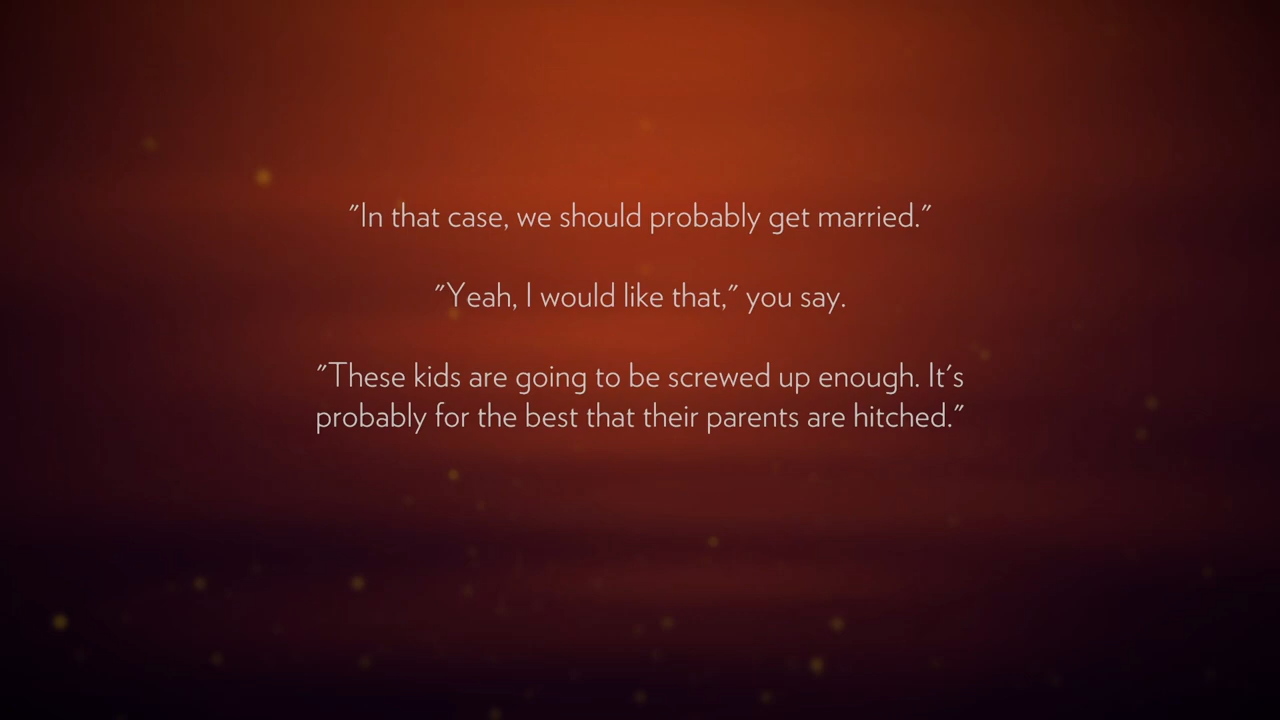 "In that case, we should probably get married."
"Yeah, I would like that," you say.
"These kids are going to be screwed up enough. It's
probably for the best that their parents are hitched."